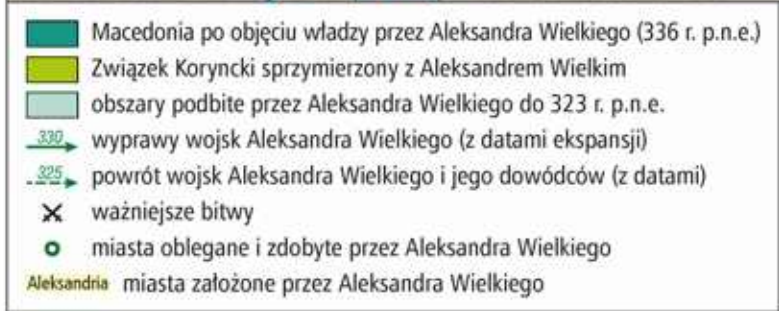 Macedonia po objęciu władzy przez Aleksandra Wielkiego (336 r. p.n.e.)
Związek Koryncki sprzymierzony z Aleksandrem Wielkim
obszary podbite przez Aleksandra Wielkiego do 323 r. p.n.e.
330 wyprawy wojsk Aleksandra Wielkiego (z datami ekspansji)
325 powrót wojsk Aleksandra Wielkiego i jego dowódców (z datami)
ważniejsze bitwy
miasta oblegane i zdobyte przez Aleksandra Wielkiego
Aleksandria miasta założone przez Aleksandra Wielkiego